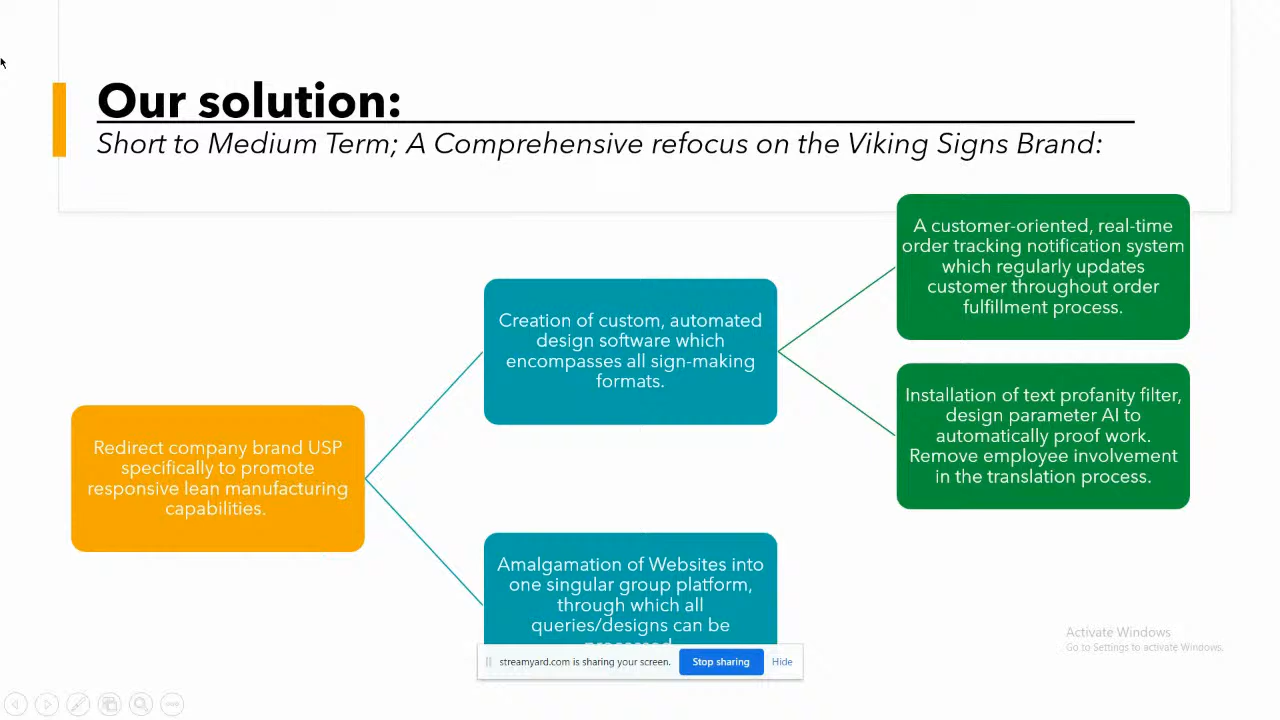 Our solution:
Short to Medium Term; A Comprehensive refocus on the Viking Signs Brand:
Redirect company brand USP
specifically to promote
responsive lean manufacturing
capabilities.
Creation of custom, automated
design software which
encompasses all sign-making
formats.
Amalgamation of Websites into
one singular group platform,
through which all
queries/designs can be
A customer-oriented, real-time
order tracking notification system
which regularly updates
customer throughout order
fulfillment process.
Installation of text profanity filter,
design parameter AI to
automatically proof work.
Remove employee involvement
in the translation process.
streamyard.com is sharing your screen.
Stop sharing
Hide
Activate Windows
Go to Settings to activate Windows.